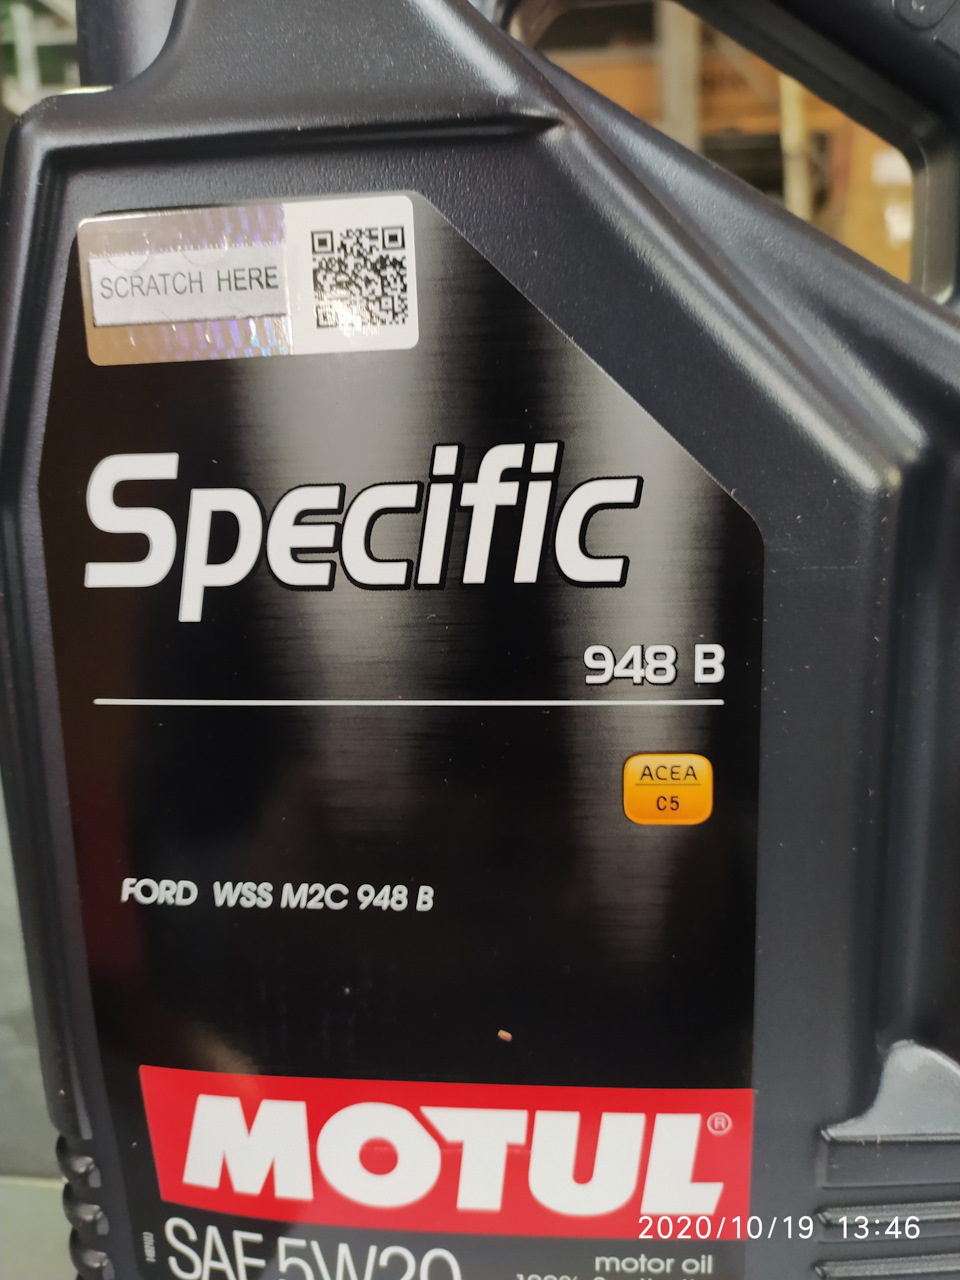 SCRATCH HERE
Specific
948 B
ACEA
C5
FORD WSS M2C 948 B
MOTUL®
SAE 5W20
motor oil
100%
2020/10/19 13:46